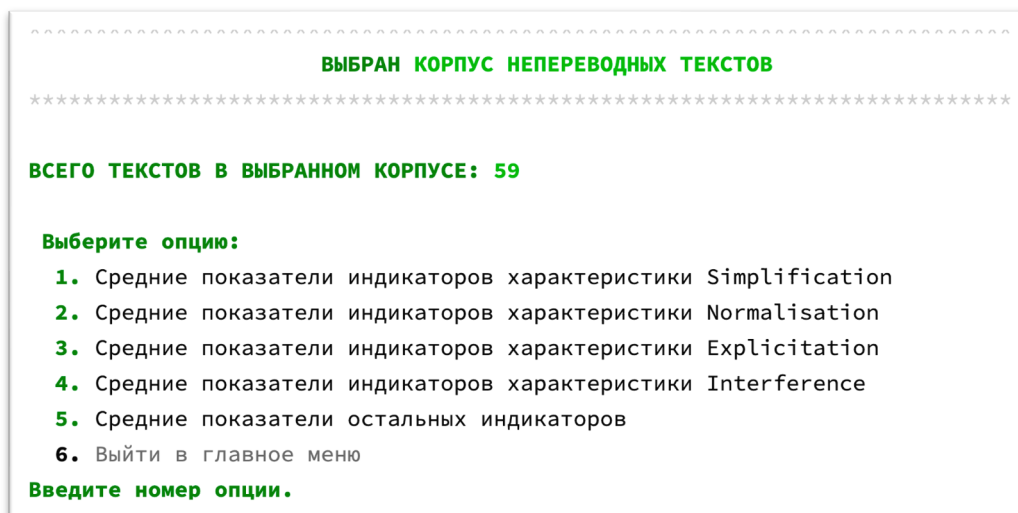 ВЫБРАН КОРПУС НЕПЕРЕВОДНЫХ ТЕКСТОВ
**************************************************************************
ВСЕГО ТЕКСТОВ В ВЫБРАННОМ КОРПУСЕ: 59
Выберите опцию:
1. Средние показатели индикаторов характеристики Simplification
2. Средние показатели индикаторов характеристики Normalisation
3. Средние показатели индикаторов характеристики Explicitation
4. Средние показатели индикаторов характеристики Interference
5. Средние показатели остальных индикаторов
6. Выйти в главное меню
Введите номер опции.